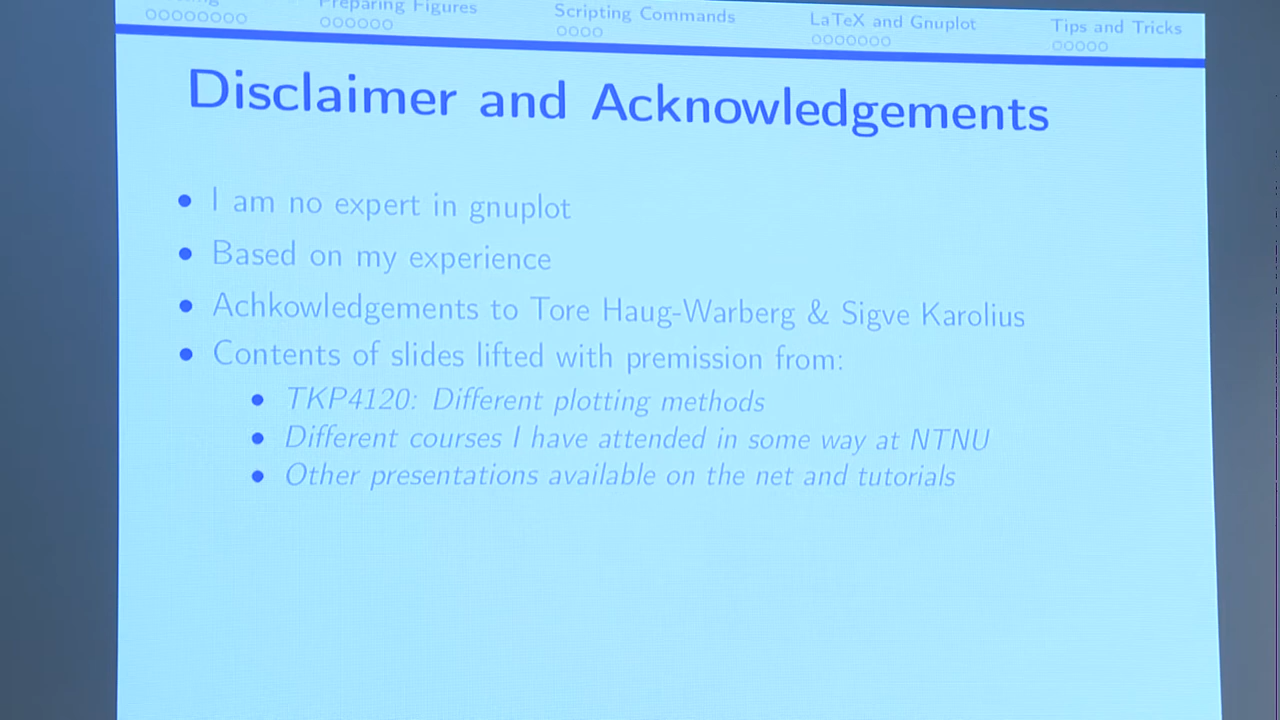 Preparing Figures
Scripting Commands
LaTeX and Gnuplot
Tips and Tricks
Disclaimer and Acknowledgements
• I am no expert in gnuplot
• Based on my experience
• Achkowledgements to Tore Haug-Warberg & Sigve Karolius
• Contents of slides lifted with premission from:
• TKP4120: Different plotting methods
• Different courses I have attended in some way at NTNU
• Other presentations available on the net and tutorials